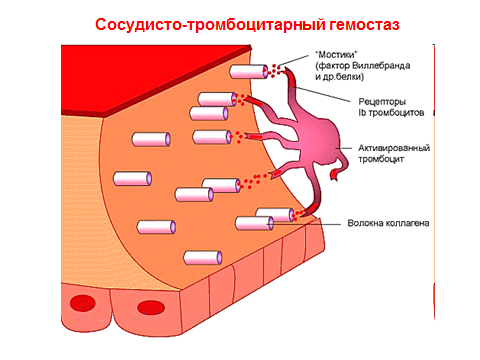 Сосудисто-тромбоцитарный гемостаз
“Мостики”
(фактор Виллебранда
и др.белки)
Рецепторы
Ib тромбоцитов
Активированный
тромбоцит
Волокна коллагена